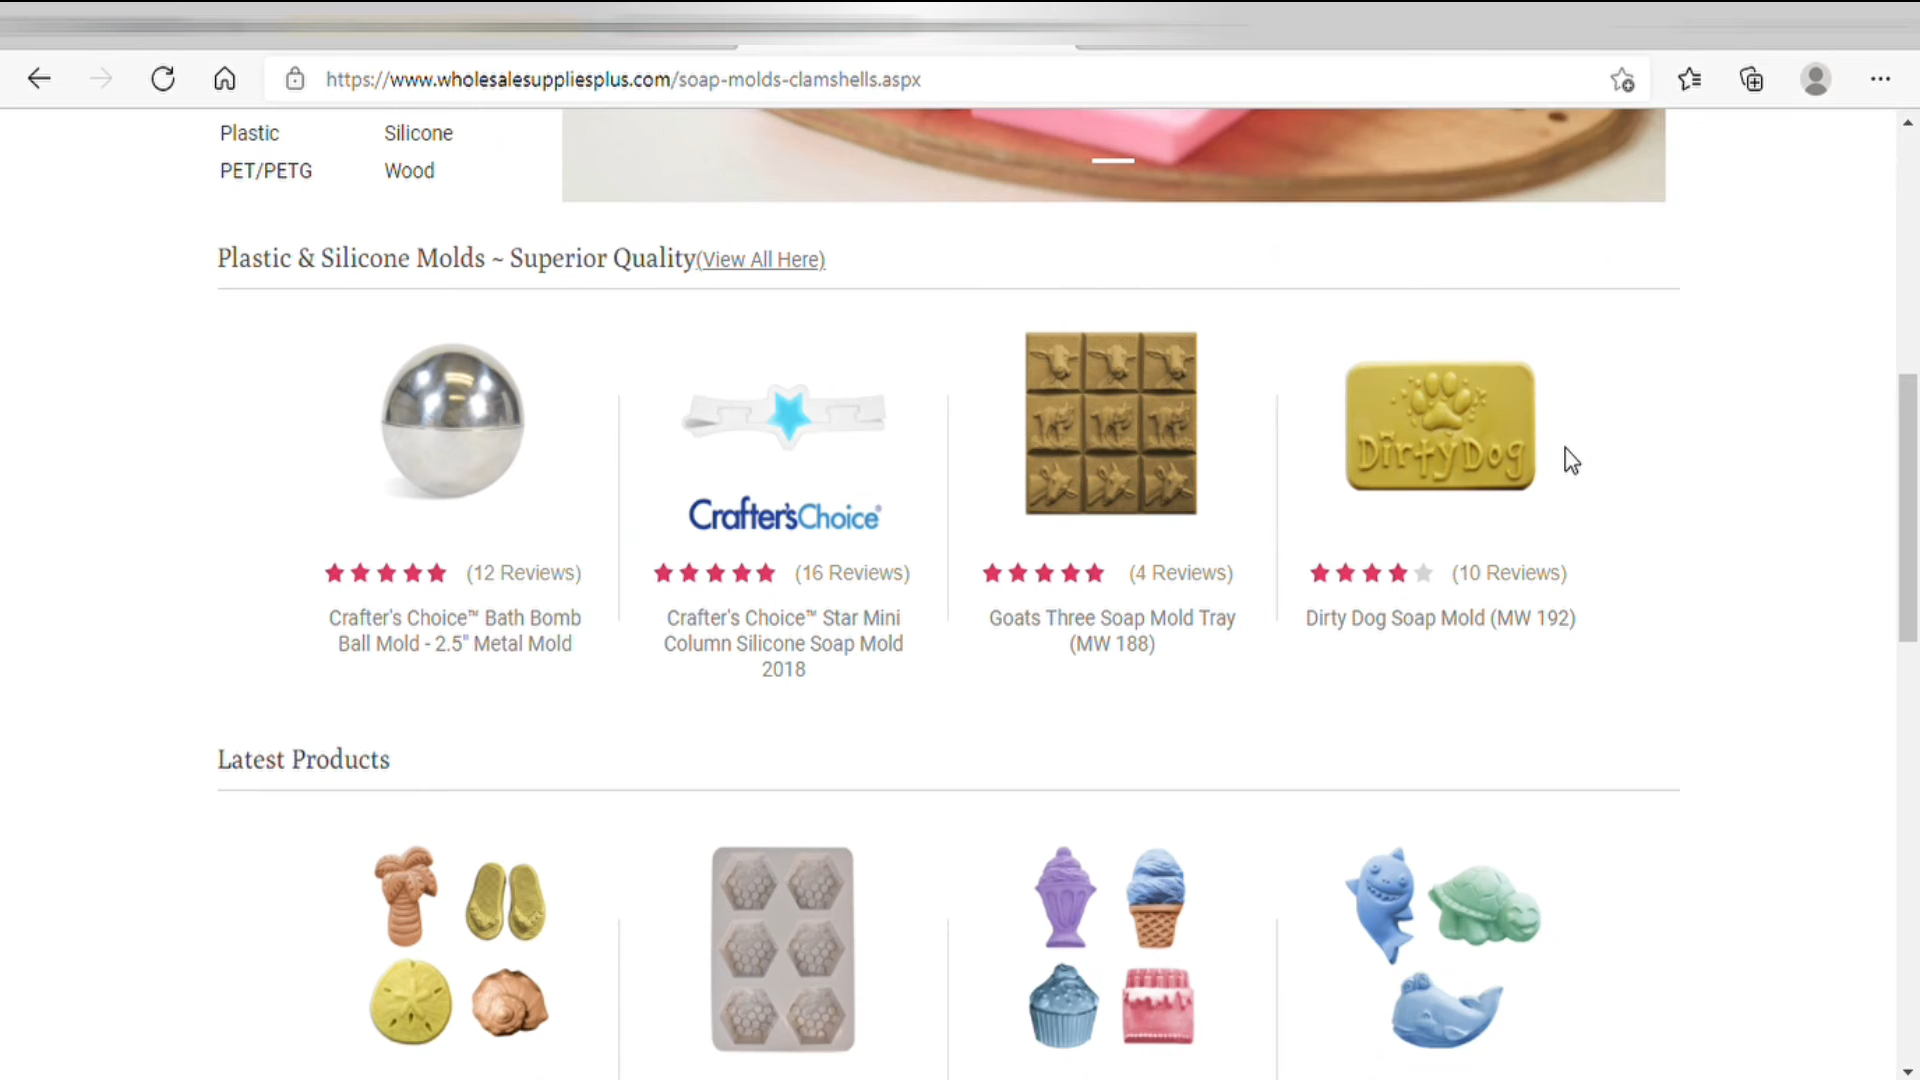 https://www.wholesalesuppliesplus.com/soap-molds-clamshells.aspx
Plastic Silicone
PET/PETG Wood
Plastic & Silicone Molds ~ Superior Quality(View All Here)
DirtyDog
Crafter'sChoice®
(12 Reviews) (16 Reviews) (4 Reviews) (10 Reviews)
Crafter's Choice™ Bath Bomb
Ball Mold - 2.5" Metal Mold
Crafter's Choice™ Star Mini
Column Silicone Soap Mold
2018
Goats Three Soap Mold Tray
(MW 188)
Dirty Dog Soap Mold (MW 192)
Latest Products